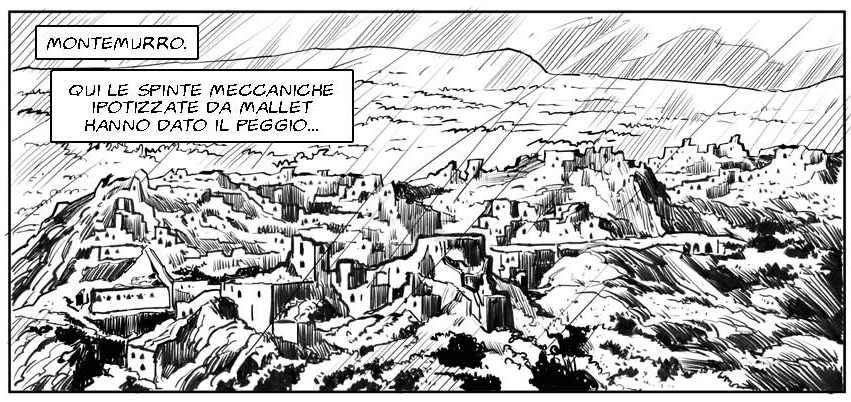 MONTEMURRO.
QUI LE SPINTE MECCANICHE
IPOTIZZATE DA MALLET
HANNO DATO IL PEGGIO...